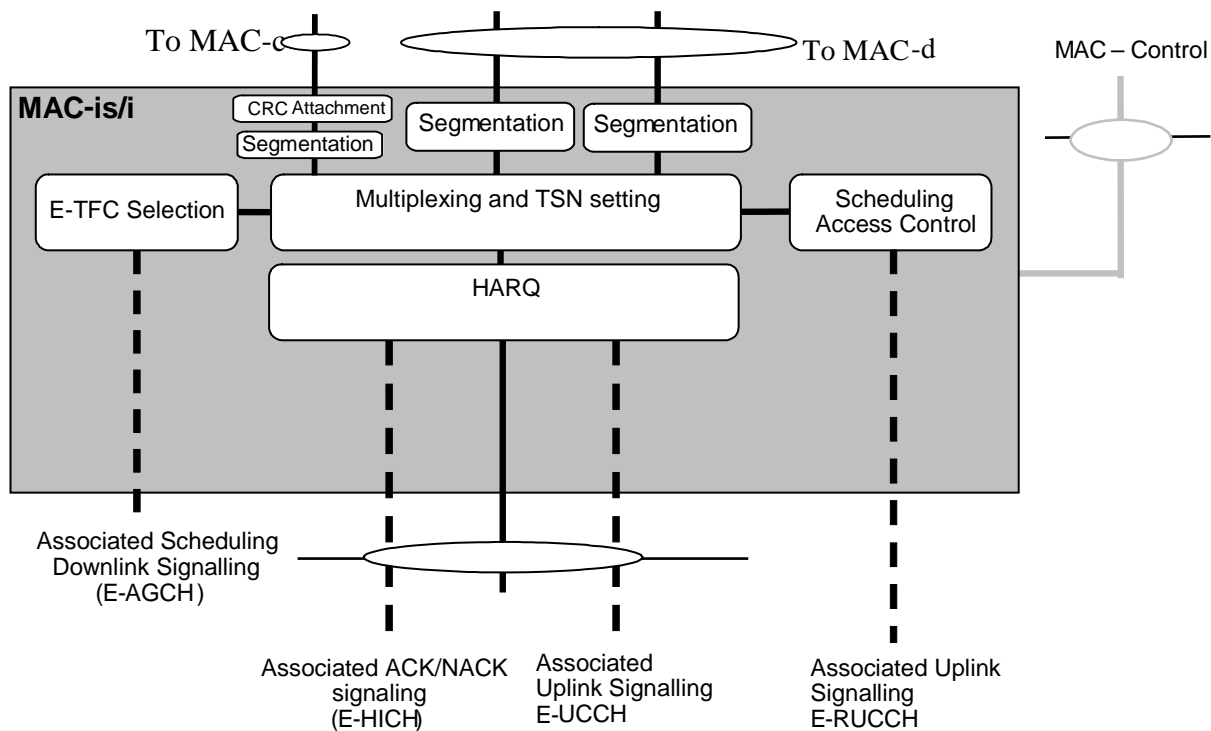 To MAC-c
To MAC-d
MAC – Control
MAC-is/i
CRC Attachment
Segmentation
Segmentation
Segmentation
E-TFC Selection
Multiplexing and TSN setting
Scheduling
Access Control
HARQ
Associated Scheduling
Downlink Signalling
(E-AGCH)
Associated ACK/NACK
signaling
(E-HICH)
Associated
Uplink Signalling
E-UCCH
Associated Uplink
Signalling
E-RUCCH